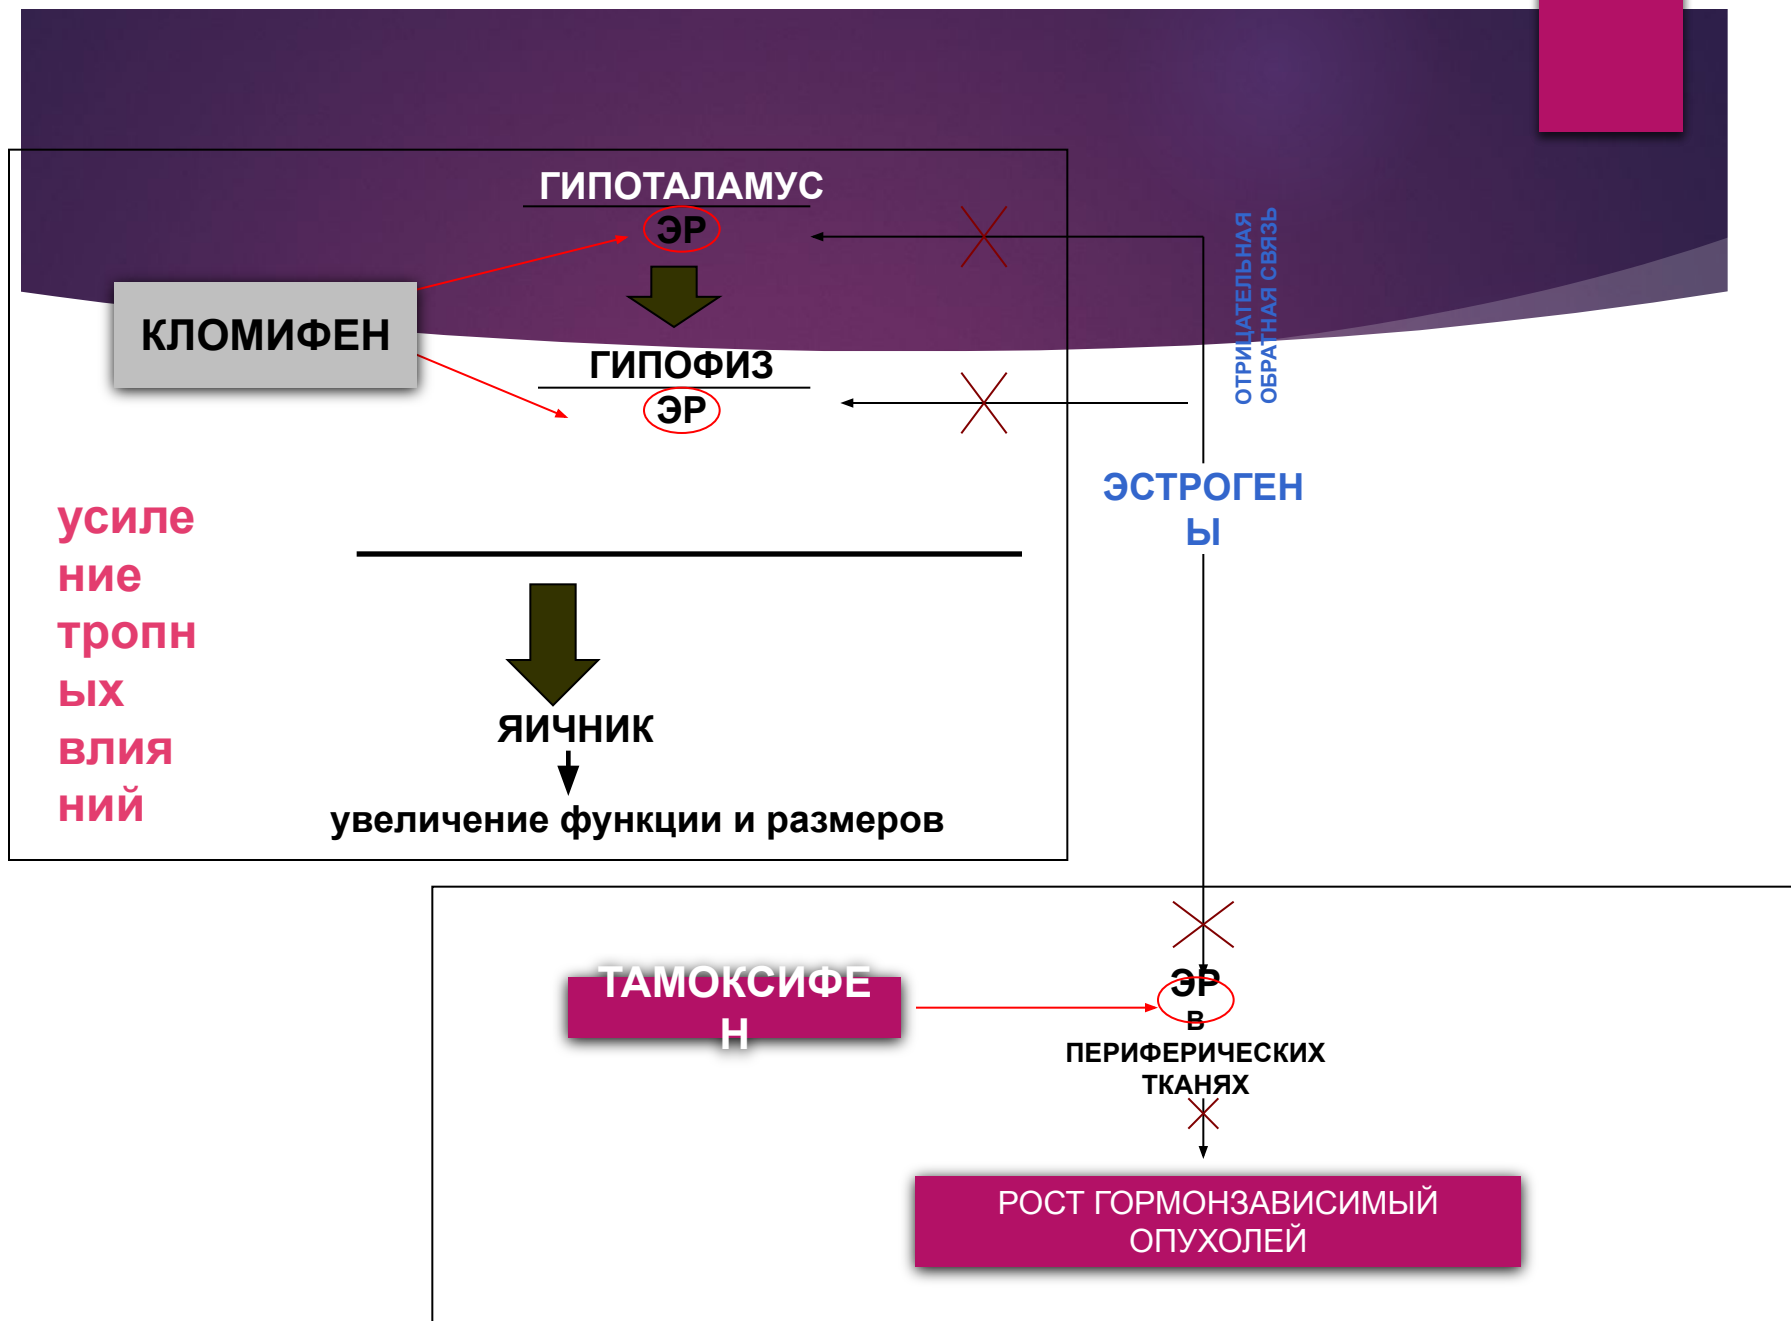 ГИПОТАЛАМУС
ЭР
КЛОМИФЕН
ГИПОФИЗ
ЭР
ОТРИЦАТЕЛЬНАЯ
ОБРАТНАЯ СВЯЗЬ
ЭСТРОГЕН
Ы
усиле
ние
тропн
ых
влия
ний
ЯИЧНИК
увеличение функции и размеров
ТАМОКСИФЕ
Н
ЭР
В
ПЕРИФЕРИЧЕСКИХ
ТКАНЯХ
РОСТ ГОРМОНЗАВИСИМЫЙ
ОПУХОЛЕЙ